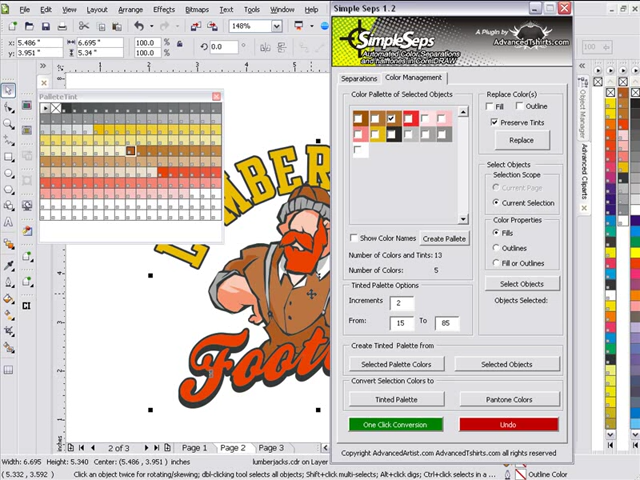 File Edit View Layout Arrange Effects Bitmaps Text Table Tools Window
Simple Seps 1.2
148%
x: 5.486 "
y: 3.951 "
6.695 "
5.340 "
100.0 %
100.0 %
0.0
SimpleSeps
Automated Color Separations
and halftones in CorelDRAW
A Plugin by
AdvancedTshirts.com
Separations Color Management
PalleteTint
Color Palette of Selected Objects
Show Color Names
Create Pallete
Number of Colors and Tints: 13
Number of Colors: 5
Tinted Palette Options
Increments 2
From: 15 To 85
Replace Color(s)
Fill Outline
Preserve Tints
Replace
Select Objects
Selection Scope
Current Page
Current Selection
Color Properties
Fills
Outlines
Fill or Outlines
Select Objects
Objects Selected:
Create Tinted Palette from
Selected Palette Colors Selected Objects
Convert Selection Colors to
Tinted Palette Pantone Colors
One Click Conversion Undo
Copyright AdvancedArtist.com AdvancedTshirts.com all rights reserved
Object Manager
Advanced Cliparts
LUMBER
Foot
2 of 3 Page 1 Page 2 Page 3
Width: 6.695 Height: 5.340 Center: (5.486, 3.951) inches lumberjacks.cdr on Layer
( 5.332, 4.592 ) Click an object twice for rotating/skewing; dbl-clicking tool selects all objects; Shift+click multi-selects; Alt+click digs; Ctrl+click selects in a ...
Outline Color